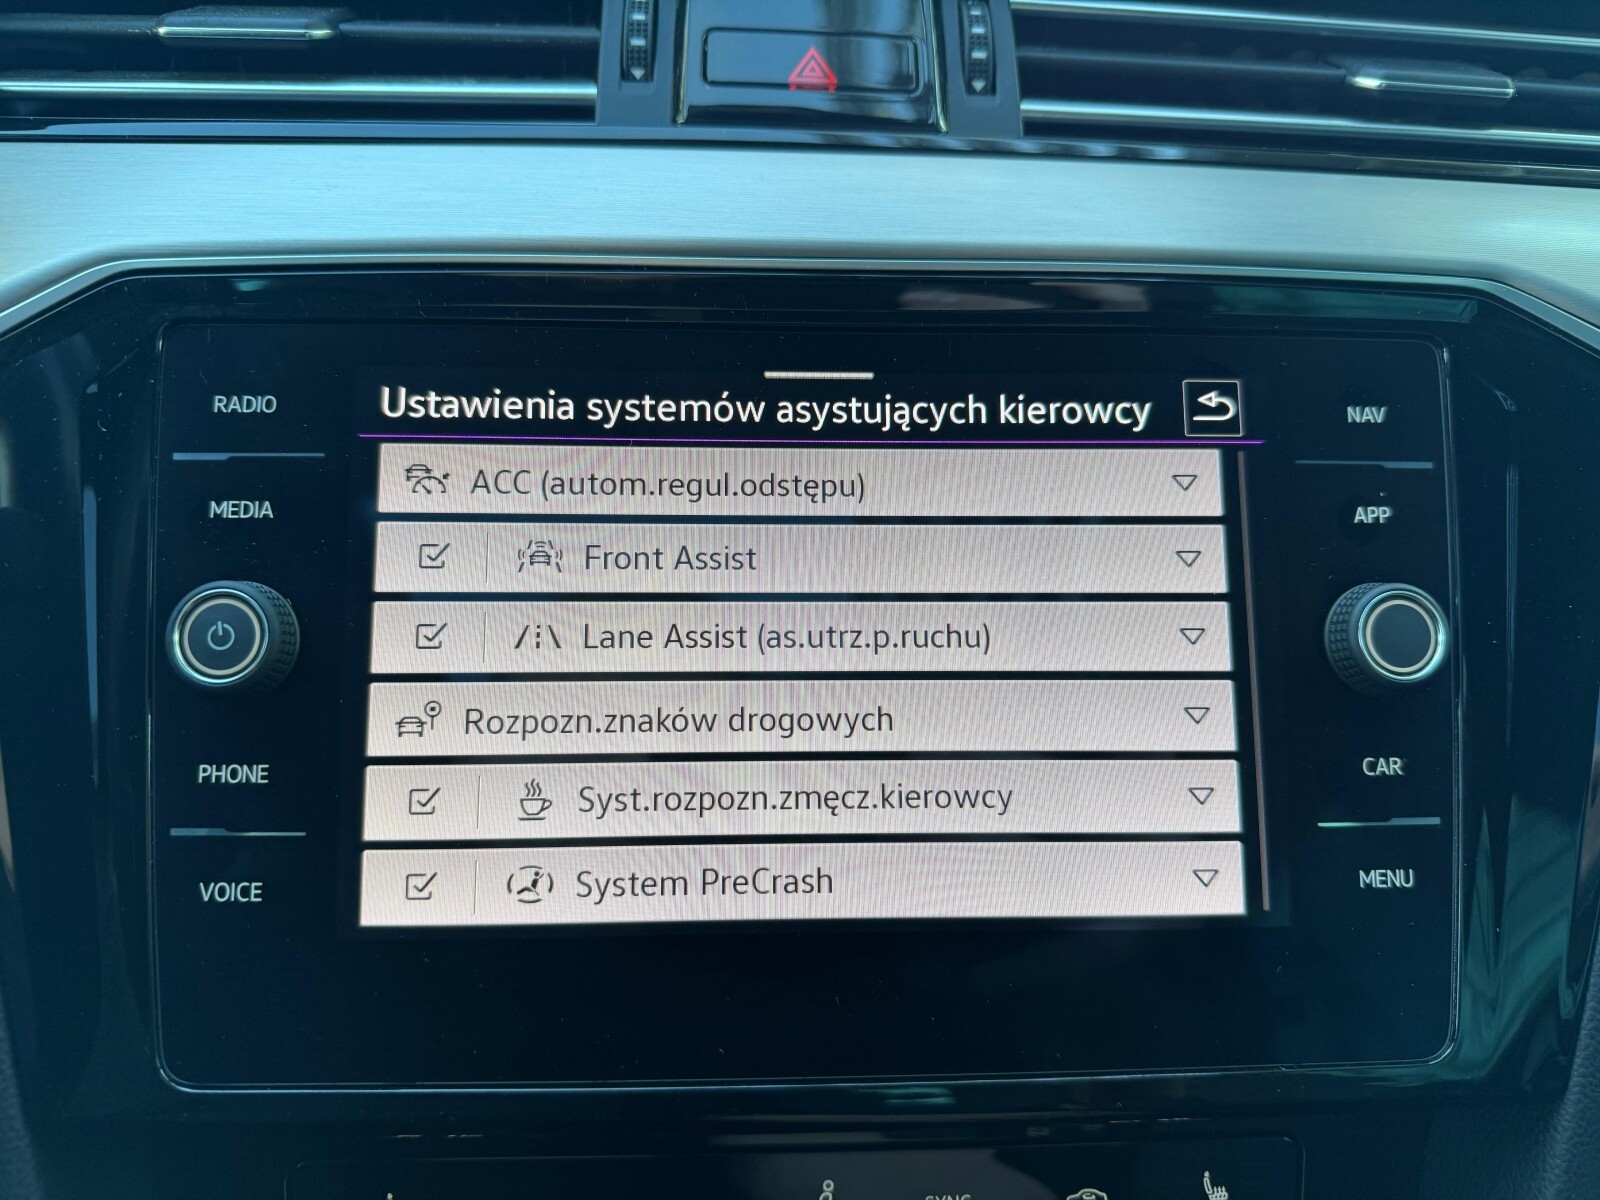 RADIO
MEDIA
PHONE
VOICE
Ustawienia systemów asystujących kierowcy
ACC (autom.regul.odstępu)
Front Assist
Lane Assist (as.utrz.p.ruchu)
Rozpozn.znaków drogowych
Syst.rozpozn.zmęcz.kierowcy
System PreCrash
NAV
APP
CAR
MENU
SYNC